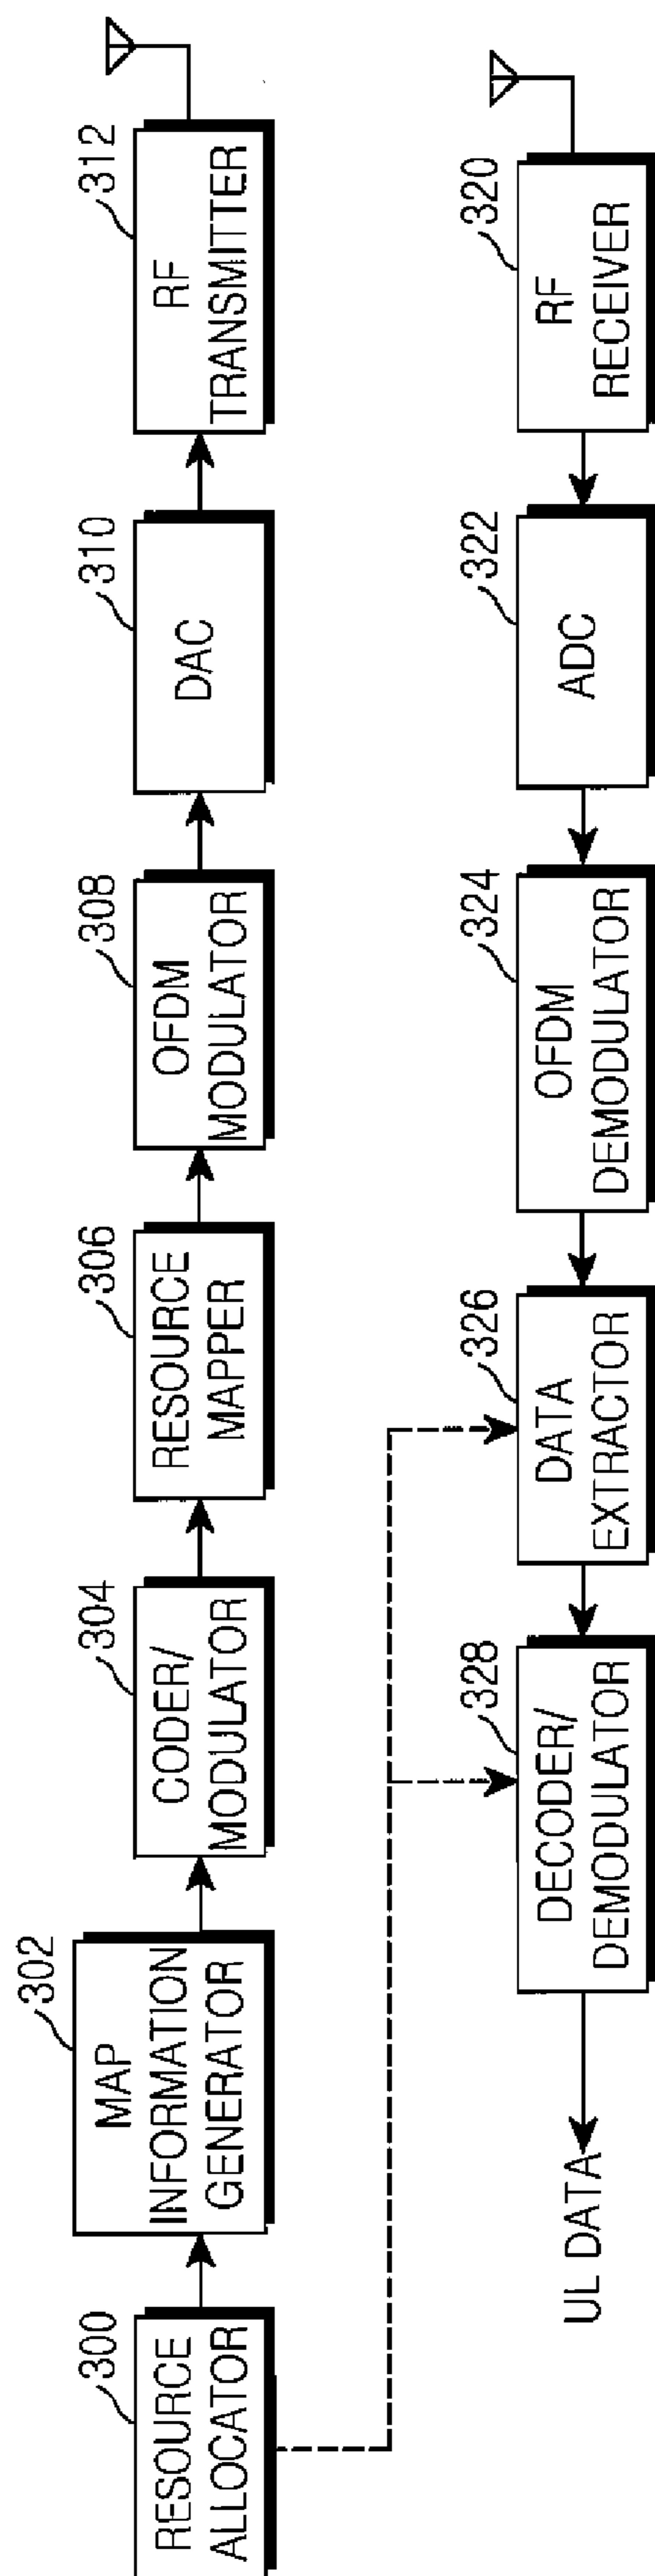 300
RESOURCE
ALLOCATOR
302
MAP
INFORMATION
GENERATOR
304
CODER/
MODULATOR
306
RESOURCE
MAPPER
308
OFDM
MODULATOR
310
DAC
312
RF
TRANSMITTER
UL DATA
328
DECODER/
DEMODULATOR
326
DATA
EXTRACTOR
324
OFDM
DEMODULATOR
322
ADC
320
RF
RECEIVER